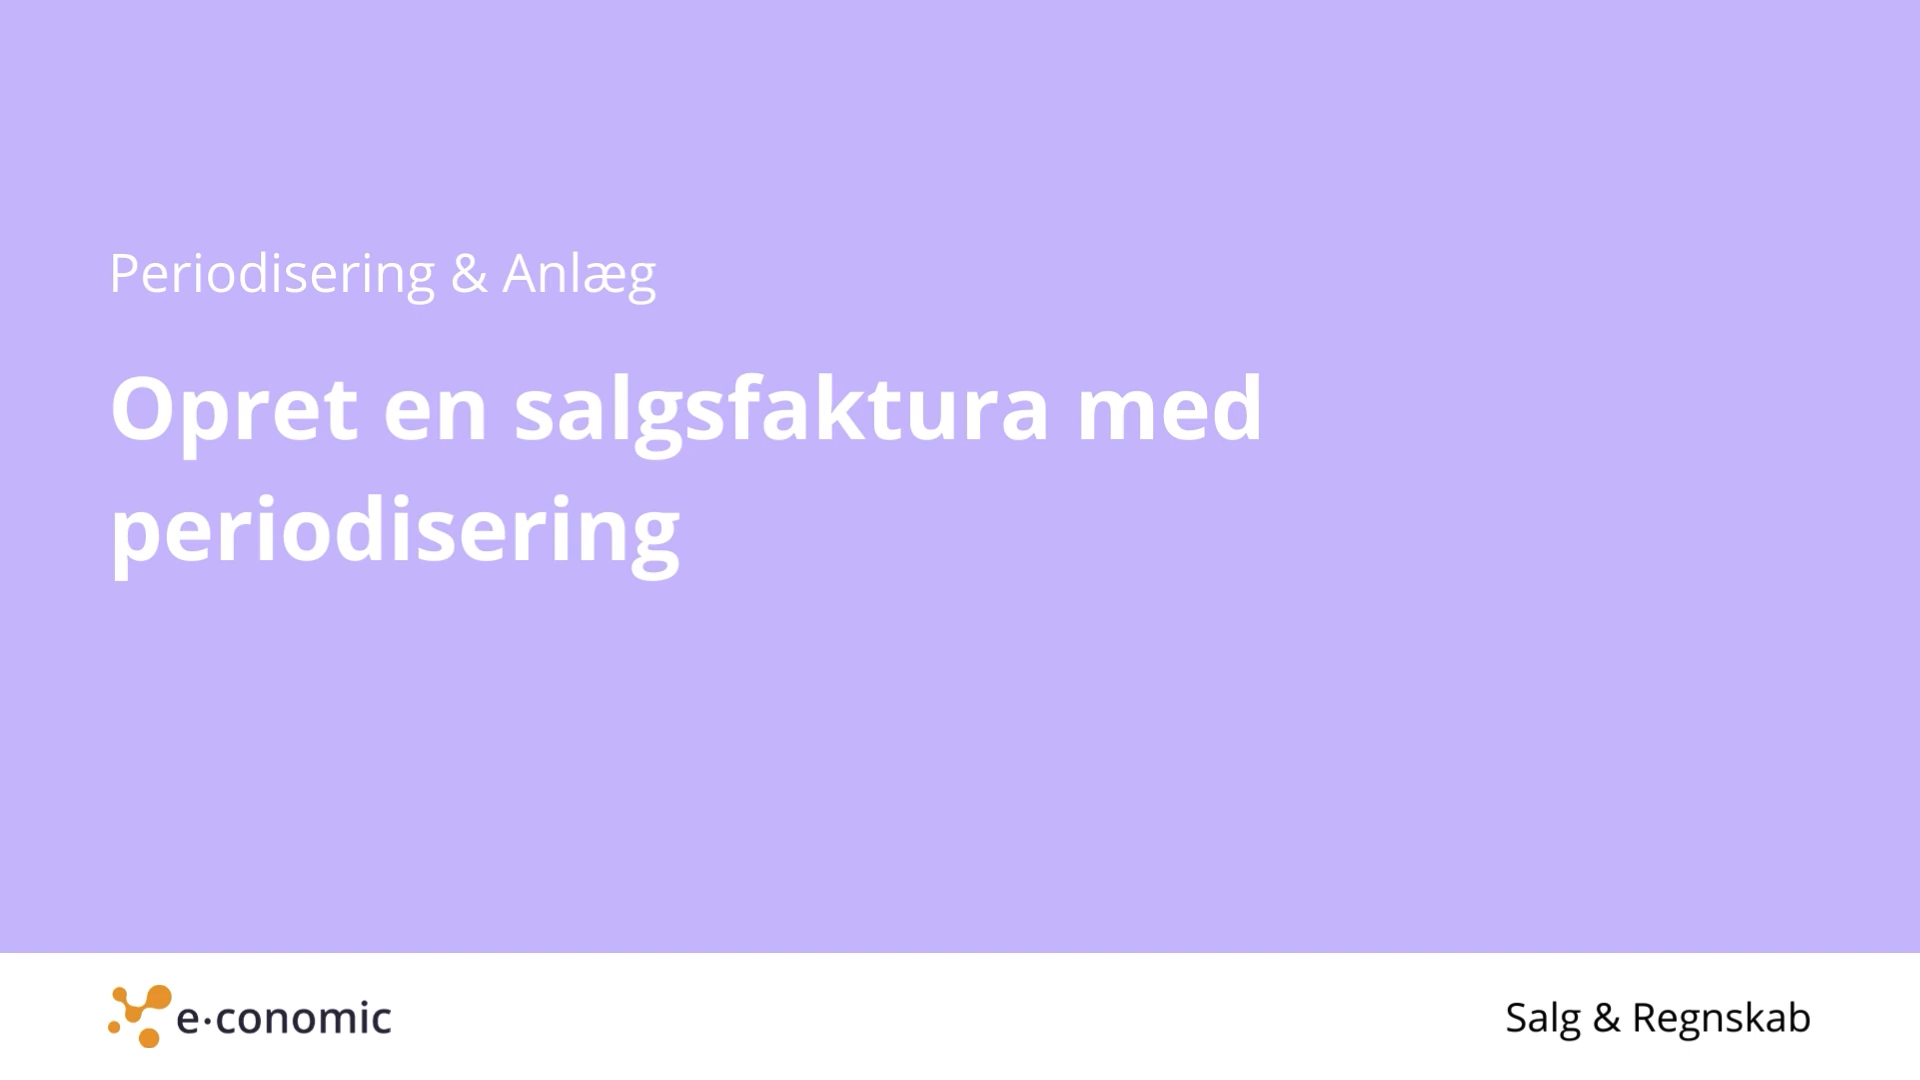 Periodisering & Anlæg
Opret en salgsfaktura med
periodisering
e·conomic
Salg & Regnskab